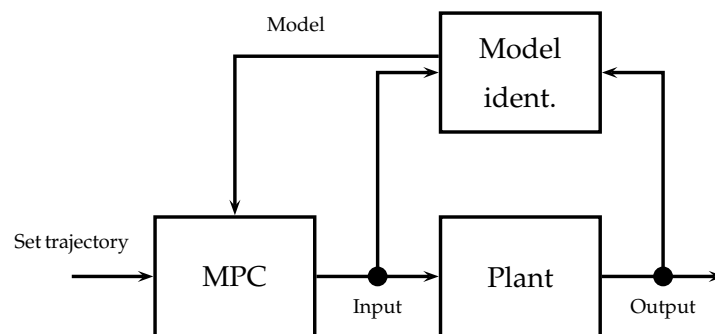 Model
Model
ident.
Set trajectory
MPC
Input
Plant
Output